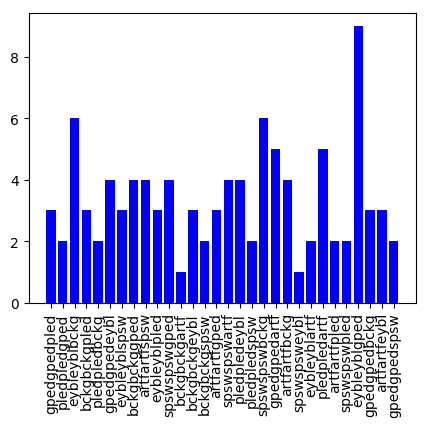 8
6
4
2
0
gpedgpedpled
pledpledgped
eybleyblbckg
bckgbckgpled
pledpledbckg
gpedgpedeybl
eybleyblspsw
bckgbckggped
artfartfspsw
eybleyblpled
spswspswgped
bckgbckgartf
bckgbckgeybl
bckgbckgspsw
artfartfgped
spswspswartf
pledpledeybl
pledpledspsw
spswspswbckg
gpedgpedartf
artfartfbckg
spswspsweybl
eybleyblartf
pledpledartf
artfartfpled
spswspswpled
eybleyblgped
gpedgpedbckg
artfartfeybl
gpedgpedspsw